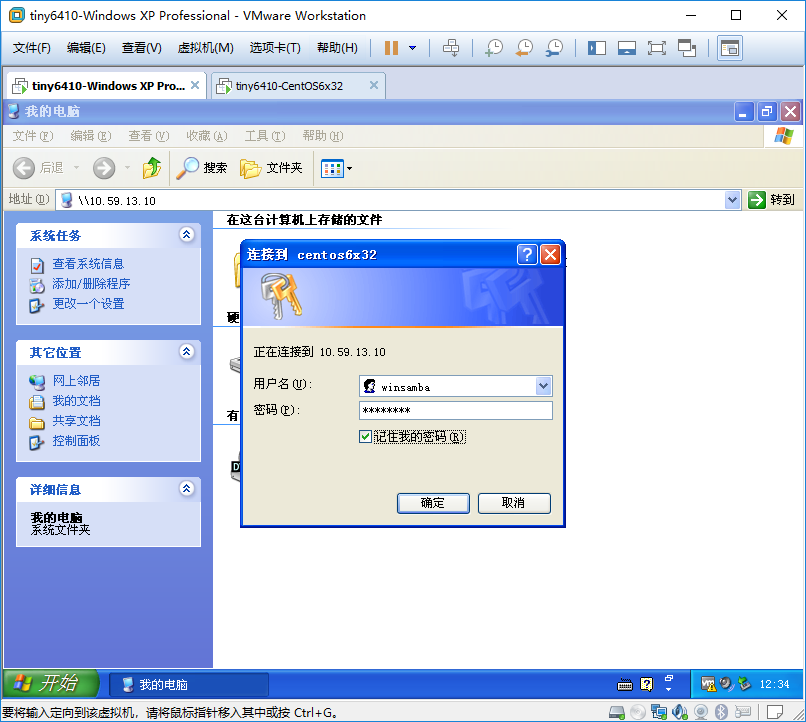 tiny6410-Windows XP Professional - VMware Workstation
文件(F) 编辑(E) 查看(V) 虚拟机(M) 选项卡(T) 帮助(H)
tiny6410-Windows XP Pro... tiny6410-CentOS6x32
我的电脑
文件(F) 编辑(E) 查看(V) 收藏(A) 工具(T) 帮助(H)
后退 搜索 文件夹
地址(D) \\10.59.13.10 转到
系统任务
查看系统信息
添加/删除程序
更改一个设置
其它位置
网上邻居
我的文档
共享文档
控制面板
详细信息
我的电脑
系统文件夹
在这台计算机上存储的文件
硬
有
连接到 centos6x32
正在连接到 10.59.13.10
用户名(U): winsamba
密码(P): ********
记住我的密码(R)
确定 取消
开始 我的电脑 12:34
要将输入定向到该虚拟机，请将鼠标指针移入其中或按 Ctrl+G。